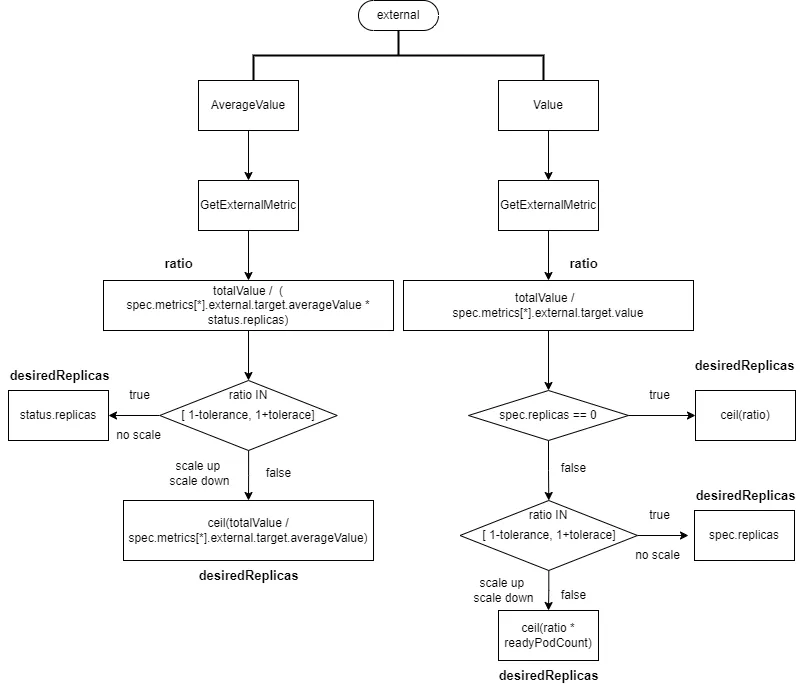 external
AverageValue
Value
GetExternalMetric
GetExternalMetric
ratio
ratio
totalValue / (
spec.metrics[*].external.target.averageValue *
status.replicas)
totalValue /
spec.metrics[*].external.target.value
desiredReplicas
true
status.replicas
no scale
ratio IN
[ 1-tolerance, 1+tolerace]
scale up
scale down
false
ceil(totalValue /
spec.metrics[*].external.target.averageValue)
desiredReplicas
spec.replicas == 0
true
desiredReplicas
ceil(ratio)
false
ratio IN
[ 1-tolerance, 1+tolerace]
true
desiredReplicas
spec.replicas
no scale
scale up
scale down
false
ceil(ratio *
readyPodCount)
desiredReplicas